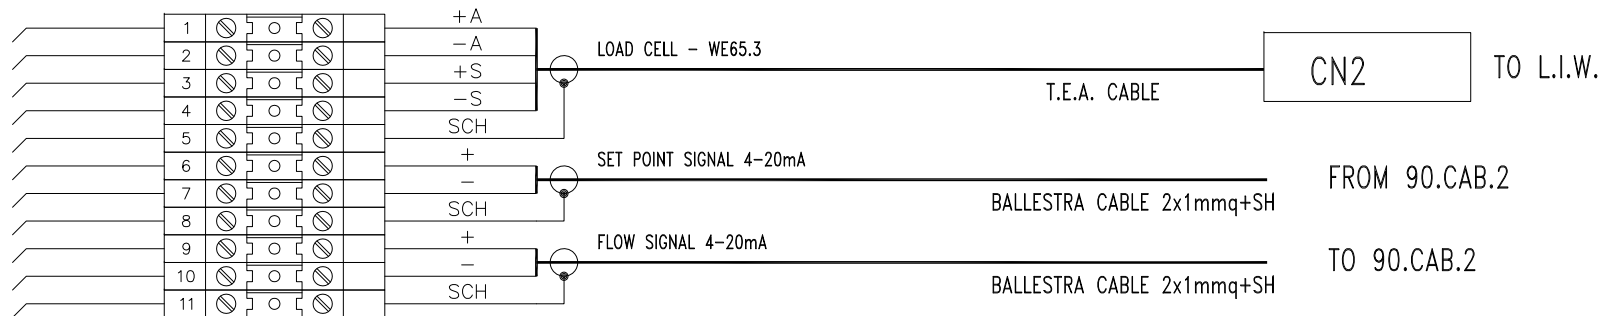 +A
1
-A
LOAD CELL - WE65.3
2
+S
CN2
TO L.I.W.
3
-S
T.E.A. CABLE
4
SCH
5
+
SET POINT SIGNAL 4-20mA
6
-
FROM 90.CAB.2
7
SCH
BALLESTRA CABLE 2x1mmq+SH
8
+
FLOW SIGNAL 4-20mA
9
-
TO 90.CAB.2
10
SCH
BALLESTRA CABLE 2x1mmq+SH
11